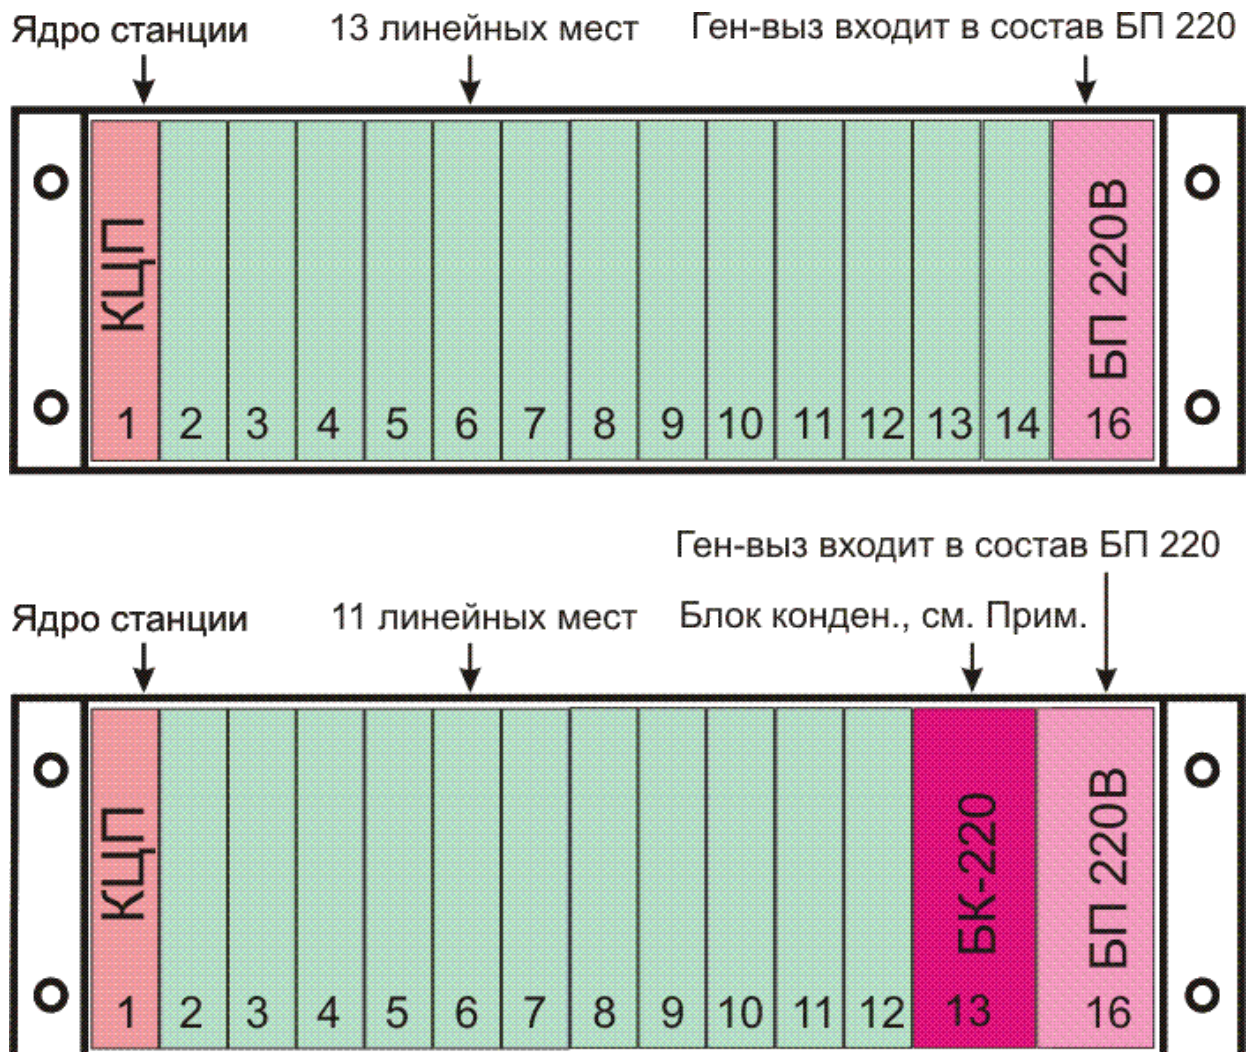 Ядро станции 13 линейных мест Ген-выз входит в состав БП 220
КЦП БП 220В
1 2 3 4 5 6 7 8 9 10 11 12 13 14 16
Ген-выз входит в состав БП 220
Ядро станции 11 линейных мест Блок конден., см. Прим.
КЦП БК-220 БП 220В
1 2 3 4 5 6 7 8 9 10 11 12 13 16